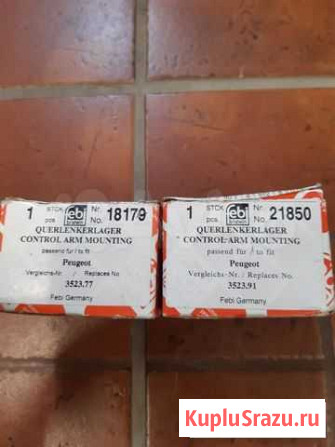 1 STCK pcs febi bilstein Nr. No. 18179
QUERLENKERLAGER
CONTROL ARM MOUNTING
passend für / to fit
Peugeot
Vergleichs-Nr. / Replaces No.
3523.77
Febi Germany
1 STCK pcs febi bilstein Nr. No. 21850
QUERLENKERLAGER
CONTROL ARM MOUNTING
passend für / to fit
Peugeot
Vergleichs-Nr. / Replaces No.
3523.91
Febi Germany
KupluSrazu.ru